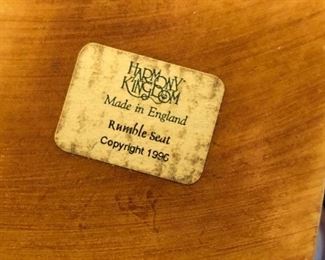 HARMONY
KINGDOM
Made in England
Rumble Seat
Copyright 1996